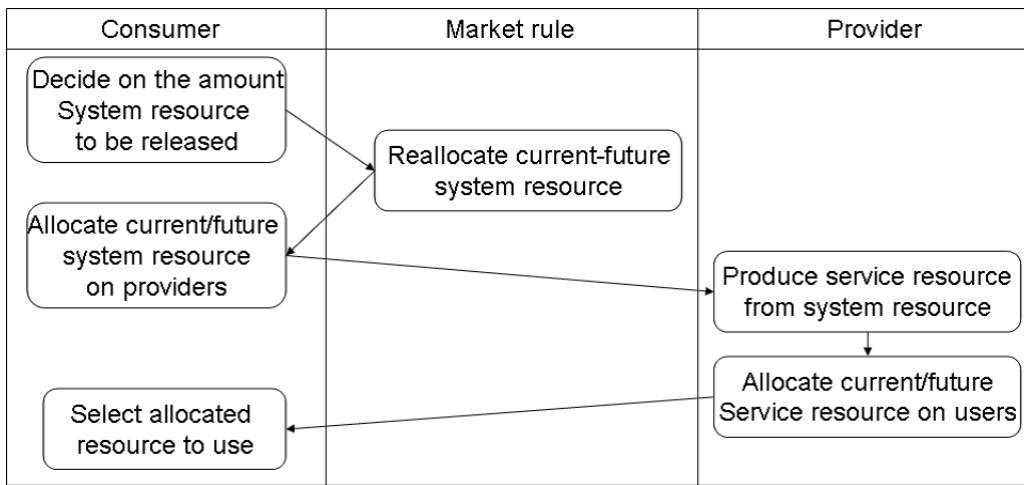 Consumer
Market rule
Provider
Decide on the amount
System resource
to be released
Reallocate current-future
system resource
Allocate current/future
system resource
on providers
Produce service resource
from system resource
Allocate current/future
Service resource on users
Select allocated
resource to use